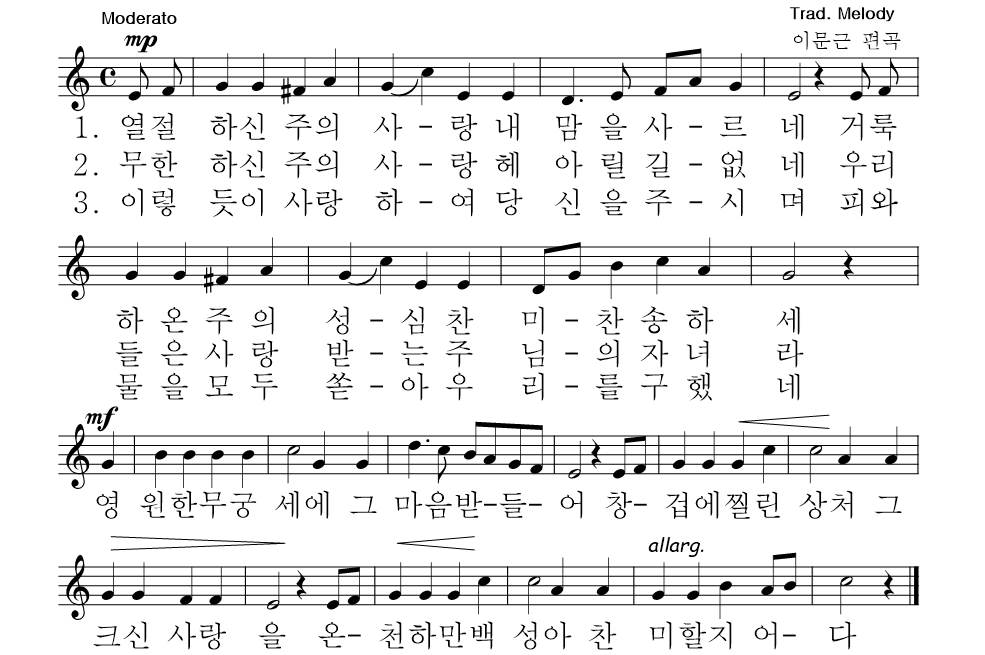 Moderato
Trad. Melody
mp
이문근 편곡
1. 열절 하신 주의 사 - 랑 내 맘 을 사 - 르 네 거룩
2. 무한 하신 주의 사 - 랑 헤 아 릴 길 - 없 네 우리
3. 이렇 듯이 사랑 하 - 여 당 신 을 주 - 시 며 피와
하 온 주 의 성 - 심 찬 미 - 찬 송 하 세
들 은 사 랑 받 - 는 주 님 - 의 자 녀 라
물 을 모 두 쏟 - 아 우 리 - 를 구 했 네
mf
영 원한무궁 세에 그 마음받-들- 어 창- 겁에찔린 상처 그
allarg.
크신 사랑 을 온- 천하만백 성아 찬 미할지 어- 다